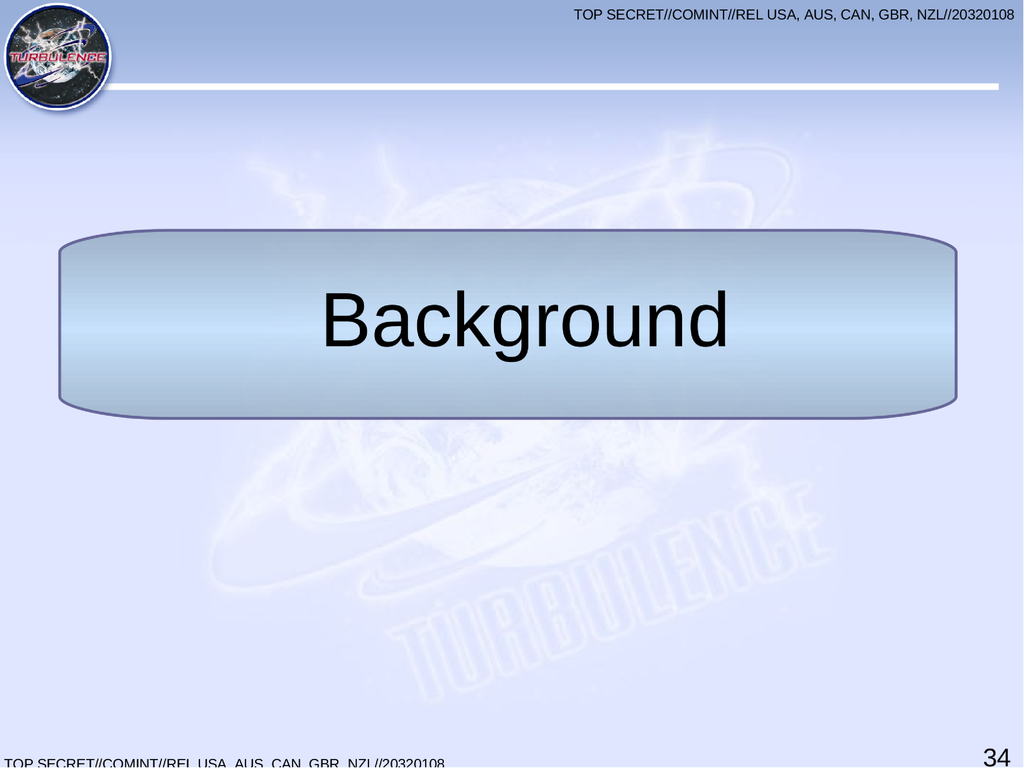 TOP SECRET//COMINT//REL USA, AUS, CAN, GBR, NZL//20320108
TURBULENCE
Background
TURBULENCE
TOP SECRET//COMINT//REL USA, AUS, CAN, GBR, NZL//20320108
34